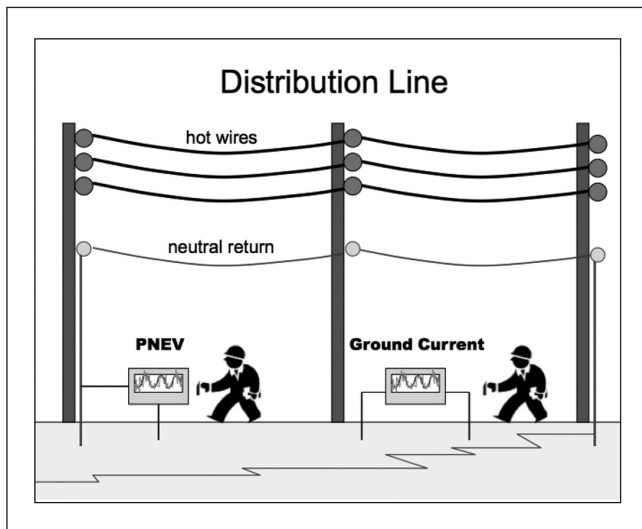 Distribution Line
hot wires
neutral return
PNEV
Ground Current